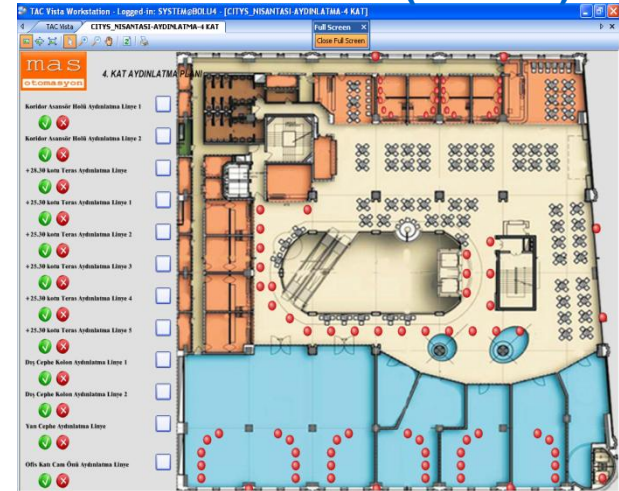 TAC Vista Workstation - Logged-in: SYSTEM@BOLU4 - [CITYS_NISANTASI-AYDINLATMA-4 KAT]
TAC Vista
CITYS_NISANTASI-AYDINLATMA-4 KAT
Full Screen
Close Full Screen
mas
otomasyon
4. KAT AYDINLATMA PLANI
Koridor Asansör Holü Aydınlatma Linye 1
Koridor Asansör Holü Aydınlatma Linye 2
+28.30 kotu Teras Aydınlatma Linye
+25.30 kotu Teras Aydınlatma Linye 1
+25.30 kotu Teras Aydınlatma Linye 2
+25.30 kotu Teras Aydınlatma Linye 3
+25.30 kotu Teras Aydınlatma Linye 4
+25.30 kotu Teras Aydınlatma Linye 5
Dış Cephe Kolon Aydınlatma Linye 1
Dış Cephe Kolon Aydınlatma Linye 2
Yan Cephe Aydınlatma Linye
Ofis Katı Cam Önü Aydınlatma Linye